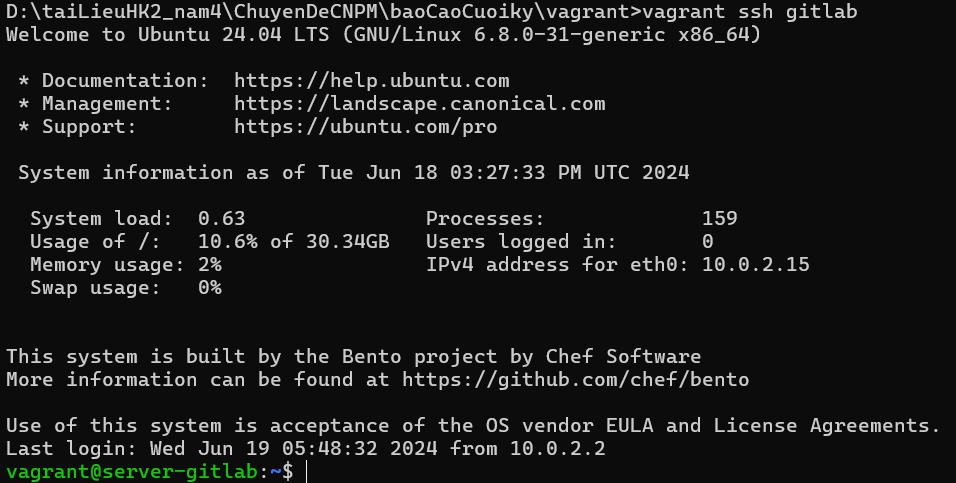 D:\taiLieuHK2_nam4\ChuyenDeCNPM\baoCaoCuoiky\vagrant>vagrant ssh gitlab
Welcome to Ubuntu 24.04 LTS (GNU/Linux 6.8.0-31-generic x86_64)
* Documentation:  https://help.ubuntu.com
* Management:     https://landscape.canonical.com
* Support:        https://ubuntu.com/pro
System information as of Tue Jun 18 03:27:33 PM UTC 2024
System load:  0.63               Processes:             159
Usage of /:   10.6% of 30.34GB   Users logged in:       0
Memory usage: 2%                 IPv4 address for eth0: 10.0.2.15
Swap usage:   0%
This system is built by the Bento project by Chef Software
More information can be found at https://github.com/chef/bento
Use of this system is acceptance of the OS vendor EULA and License Agreements.
Last login: Wed Jun 19 05:48:32 2024 from 10.0.2.2
vagrant@server-gitlab:~$